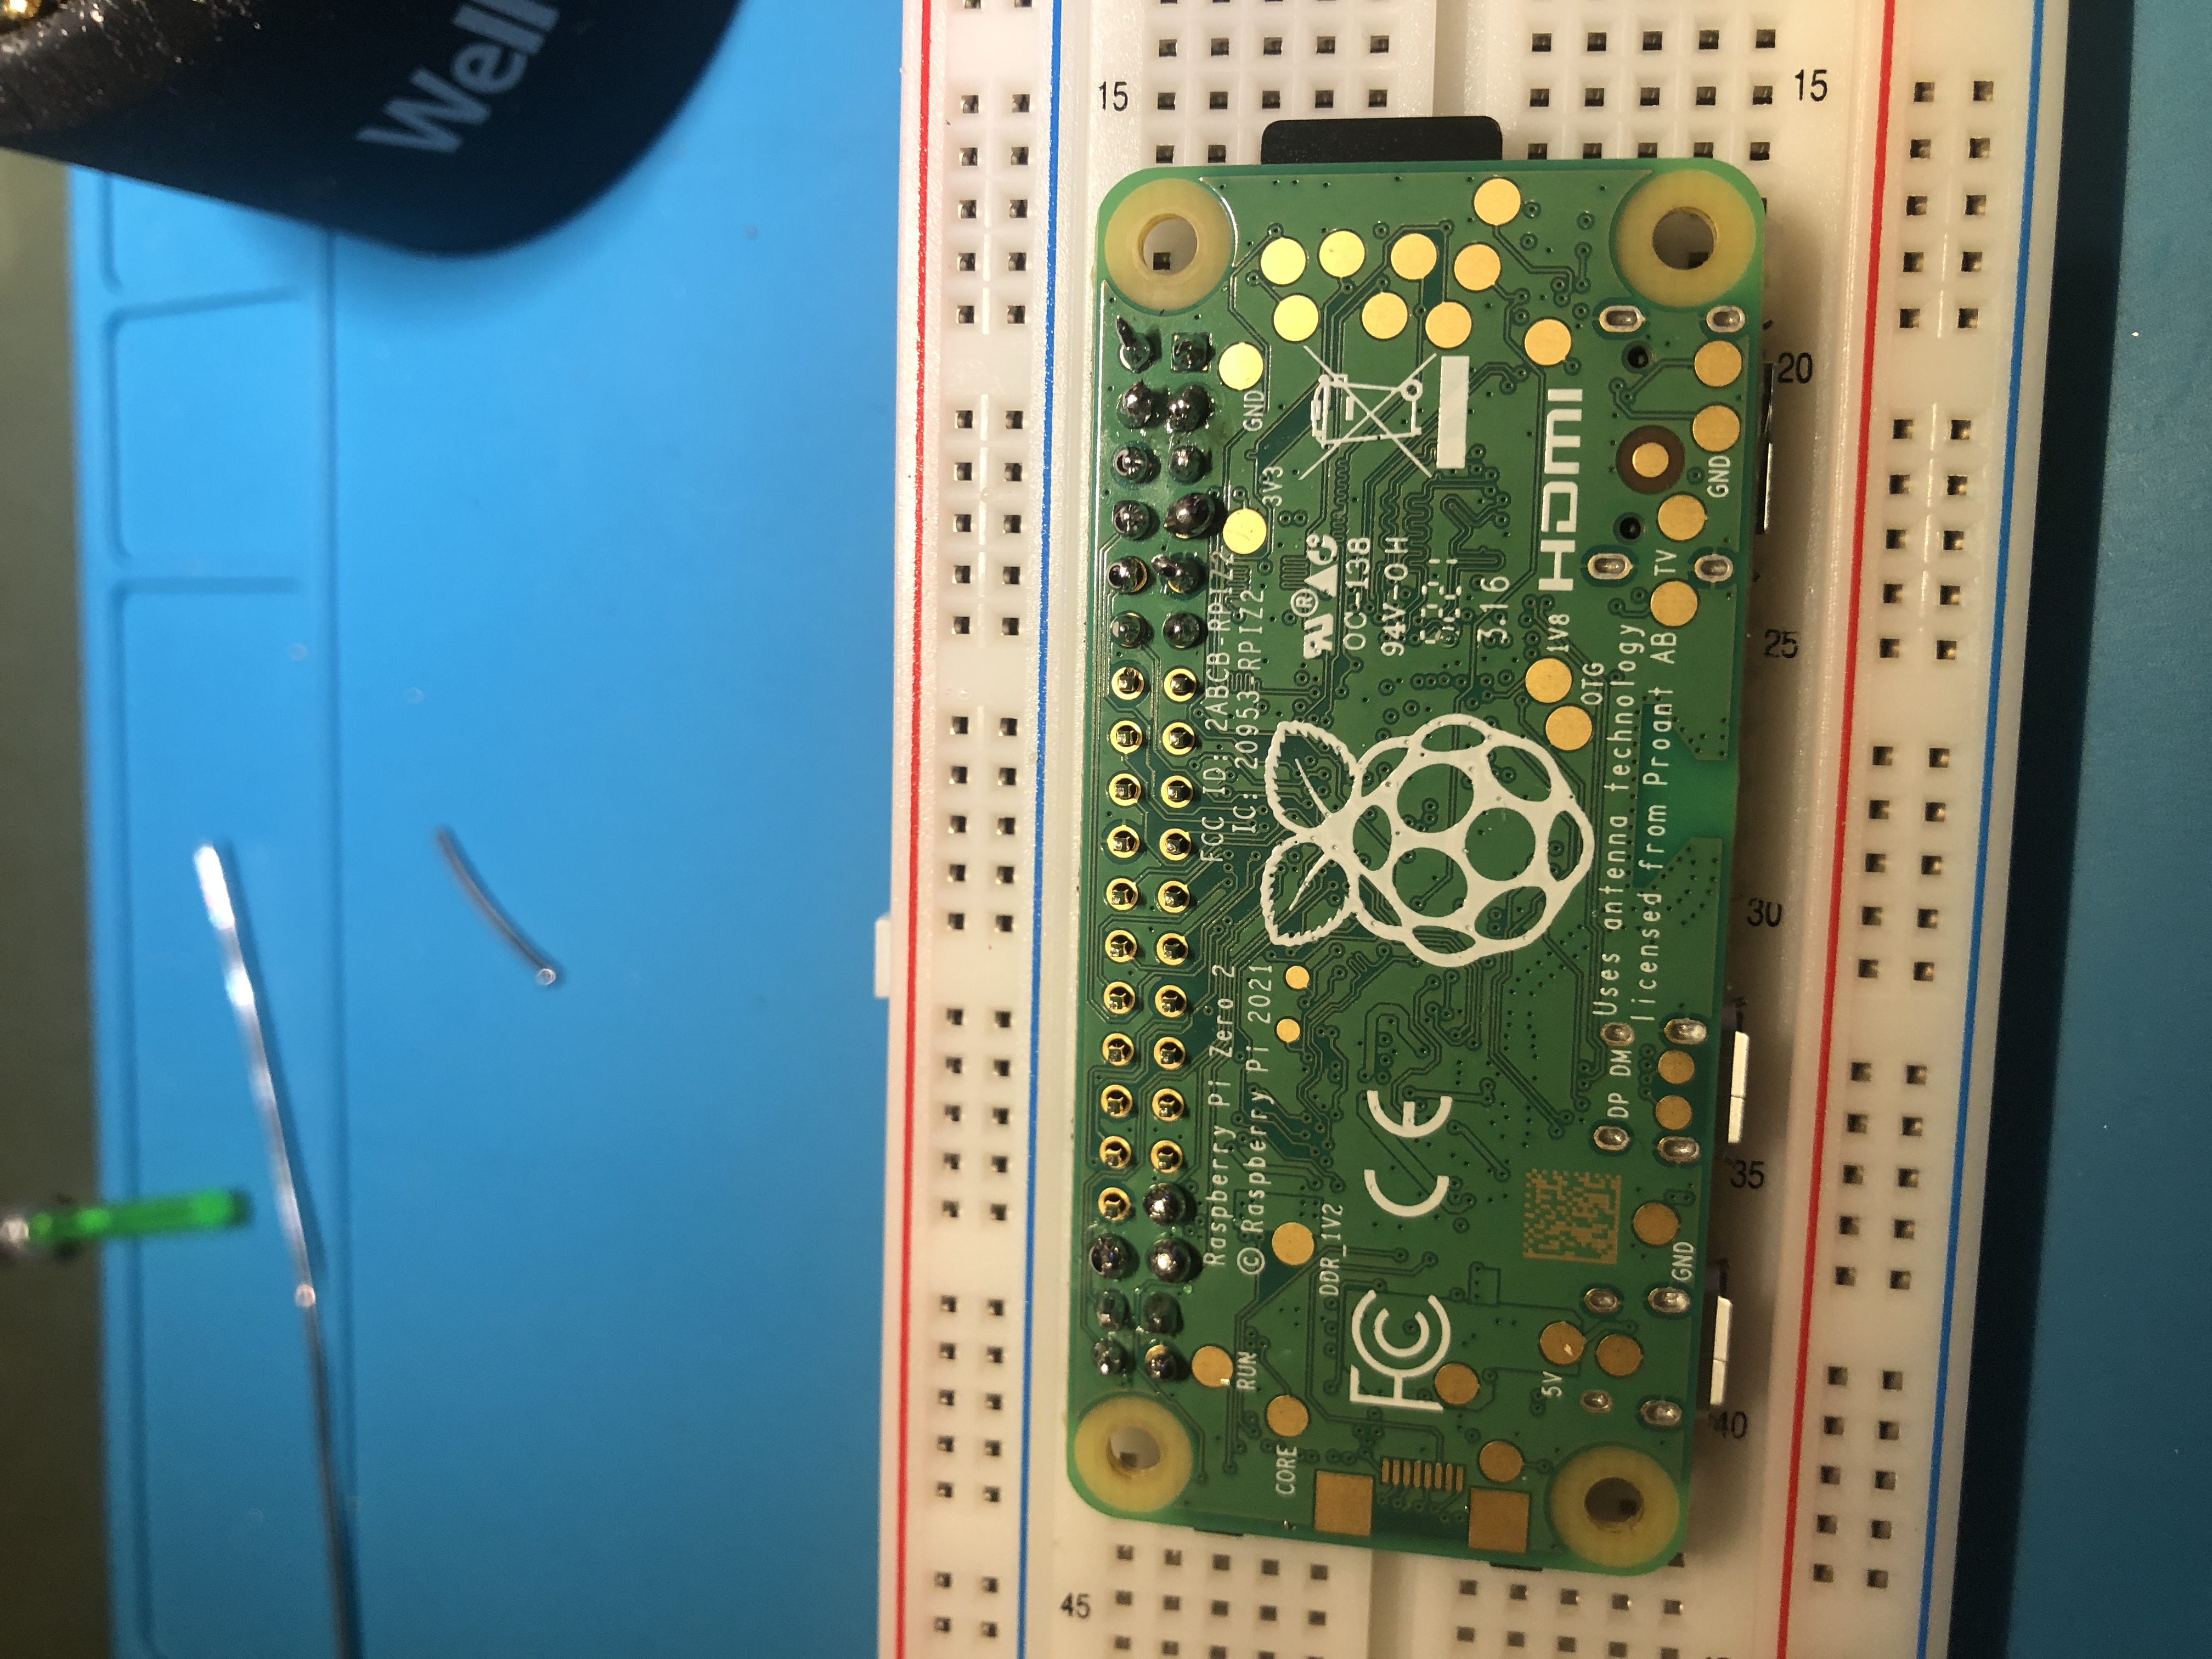 Well
45
15
Raspberry Pi Zero 2
© Raspberry Pi 2021
FCC ID: 2ABCB-RPIZ2
IC: 20953-RPIZ2
RUN
3V3
GND
CORE
DDR_1V2
FCC
CE
OC-138
94V-0 H
3.16
5V
1V8
HDMI
OTG
DP DM
Uses antenna technology
licensed from Proant AB
TV
GND
GND
40
35
30
25
20
15